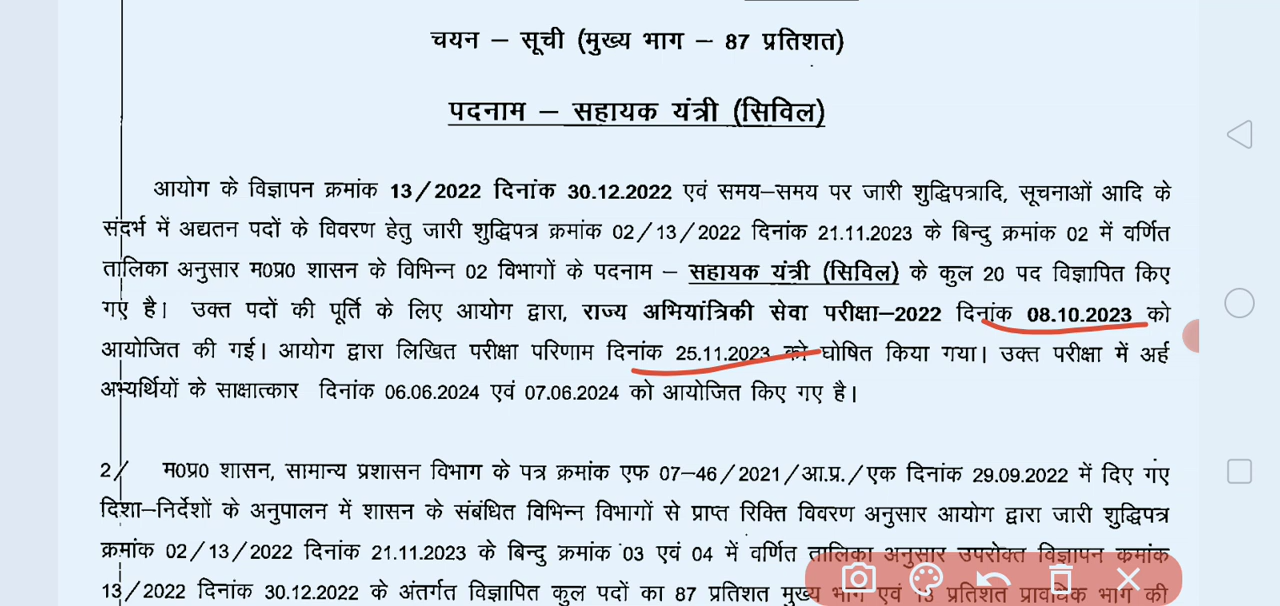 चयन – सूची (मुख्य भाग – 87 प्रतिशत)
पदनाम – सहायक यंत्री (सिविल)
आयोग के विज्ञापन क्रमांक 13/2022 दिनांक 30.12.2022 एवं समय–समय पर जारी शुद्धिपत्रादि, सूचनाओं आदि के
संदर्भ में अद्यतन पदों के विवरण हेतु जारी शुद्धिपत्र क्रमांक 02/13/2022 दिनांक 21.11.2023 के बिन्दु क्रमांक 02 में वर्णित
तालिका अनुसार म0प्र0 शासन के विभिन्न 02 विभागों के पदनाम – सहायक यंत्री (सिविल) के कुल 20 पद विज्ञापित किए
गए है। उक्त पदों की पूर्ति के लिए आयोग द्वारा, राज्य अभियांत्रिकी सेवा परीक्षा–2022 दिनांक 08.10.2023 को
आयोजित की गई। आयोग द्वारा लिखित परीक्षा परिणाम दिनांक 25.11.2023 को घोषित किया गया। उक्त परीक्षा में अर्ह
अभ्यर्थियों के साक्षात्कार दिनांक 06.06.2024 एवं 07.06.2024 को आयोजित किए गए है।
2/ म0प्र0 शासन, सामान्य प्रशासन विभाग के पत्र क्रमांक एफ 07–46/2021/आ.प्र./एक दिनांक 29.09.2022 में दिए गए
दिशा–निर्देशों के अनुपालन में शासन के संबंधित विभिन्न विभागों से प्राप्त रिक्ति विवरण अनुसार आयोग द्वारा जारी शुद्धिपत्र
क्रमांक 02/13/2022 दिनांक 21.11.2023 के बिन्दु क्रमांक 03 एवं 04 में वर्णित तालिका अनुसार उपरोक्त विज्ञापन कमांक
13/2022 दिनांक 30.12.2022 के अंतर्गत विज्ञापित कुल पदों का 87 प्रतिशत मुख्य भाग एवं 13 प्रतिशत प्रावधिक भाग की